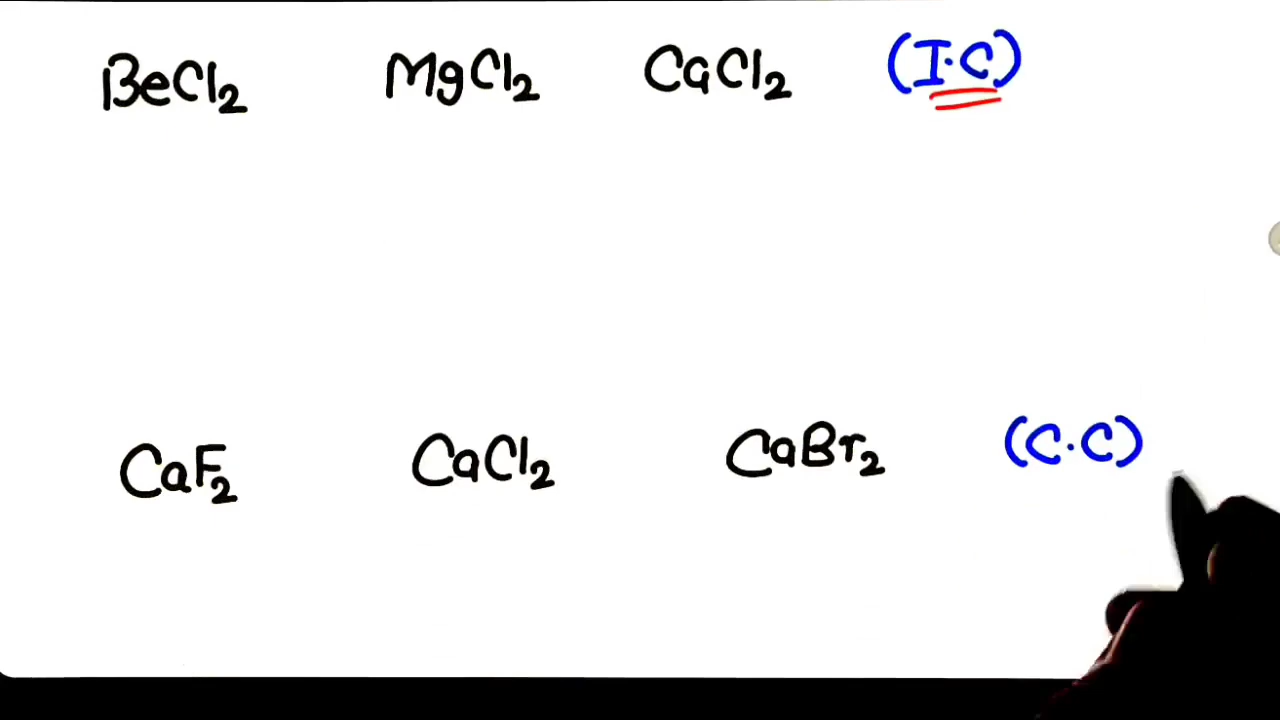 BeCl₂ MgCl₂ CaCl₂ (I.C)
CaF₂ CaCl₂ CaBr₂ (C.C)